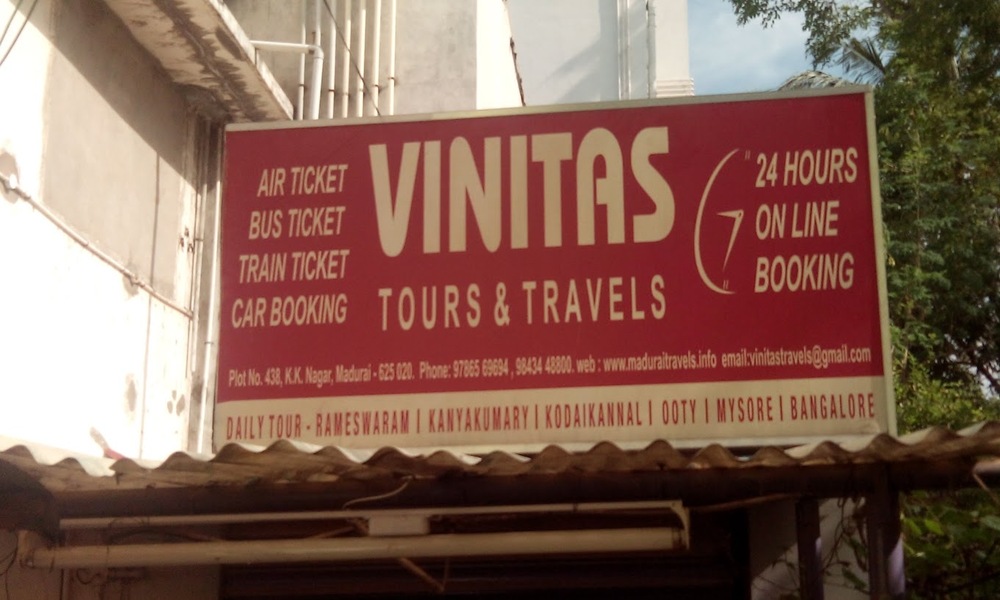 AIR TICKET
BUS TICKET
TRAIN TICKET
CAR BOOKING
VINITAS
TOURS & TRAVELS
24 HOURS
ON LINE
BOOKING
Plot No. 438, K.K. Nagar, Madurai - 625 020. Phone: 97865 69694 , 98434 48800. web : www.maduraitravels.info email:vinitastravels@gmail.com
DAILY TOUR - RAMESWARAM | KANYAKUMARY | KODAIKANNAL | OOTY | MYSORE | BANGALORE